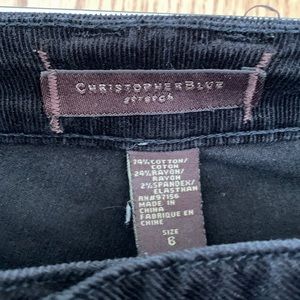 CHRISTOPHERBLUE
stretch
74%COTTON/
COTON
24%RAYON/
RAYON
2%SPANDEX/
ELASTHAN
RN#97156
MADE IN
CHINA
FABRIQUE EN
CHINE
SIZE
6